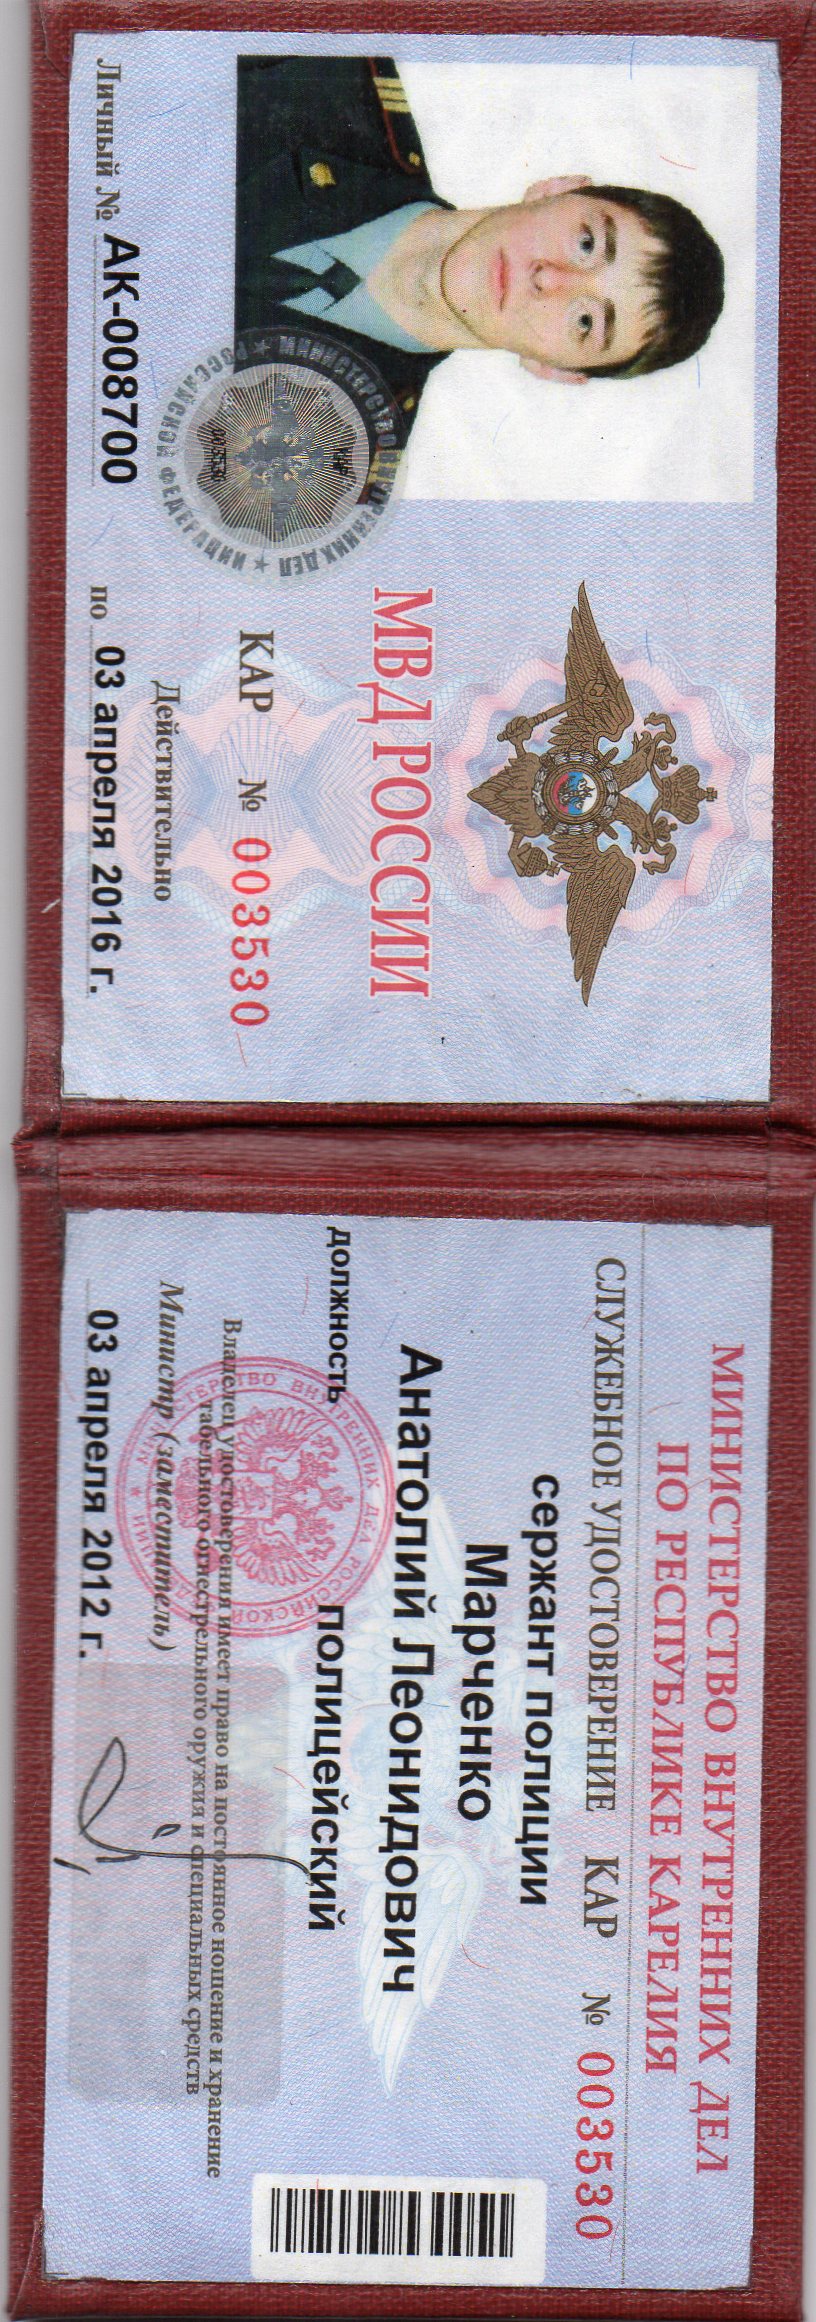 МВД РОССИИ
КАР № 003530
Действительно
Личный № АК-008700 по 03 апреля 2016 г.
МИНИСТЕРСТВО ВНУТРЕННИХ ДЕЛ РОССИЙСКОЙ ФЕДЕРАЦИИ
КАР
003530
МИНИСТЕРСТВО ВНУТРЕННИХ ДЕЛ
ПО РЕСПУБЛИКЕ КАРЕЛИЯ
СЛУЖЕБНОЕ УДОСТОВЕРЕНИЕ КАР № 003530
сержант полиции
Марченко
Анатолий Леонидович
должность полицейский
Владелец удостоверения имеет право на постоянное ношение и хранение
табельного огнестрельного оружия и специальных средств
Министр (заместитель)
03 апреля 2012 г.